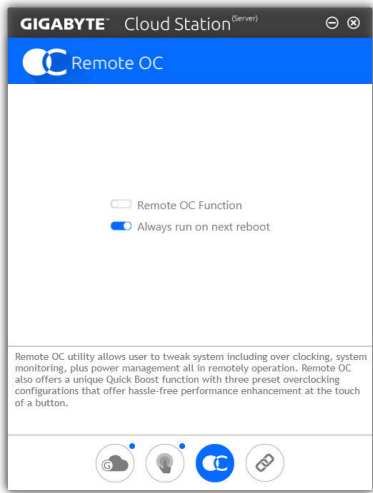 GIGABYTE™ Cloud Station (Server)
Remote OC
Remote OC Function
Always run on next reboot
Remote OC utility allows user to tweak system including over clocking, system
monitoring, plus power management all in remotely operation. Remote OC
also offers a unique Quick Boost function with three preset overclocking
configurations that offer hassle-free performance enhancement at the touch
of a button.
G